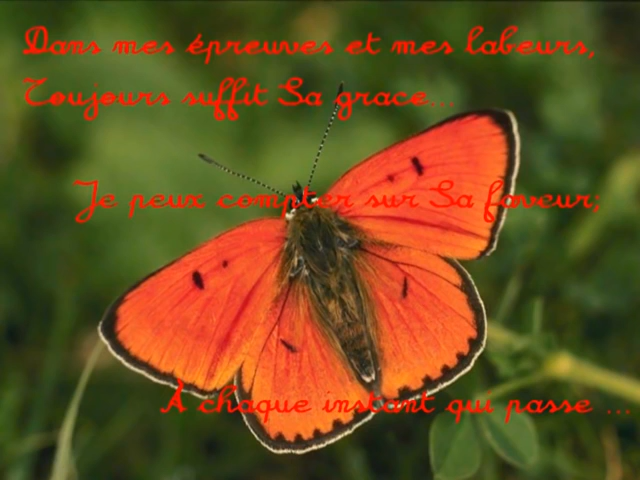 Dans mes épreuves et mes labeurs,
Toujours suffit Sa grace...
Je peux compter sur Sa faveur;
A chaque instant qui passe ...